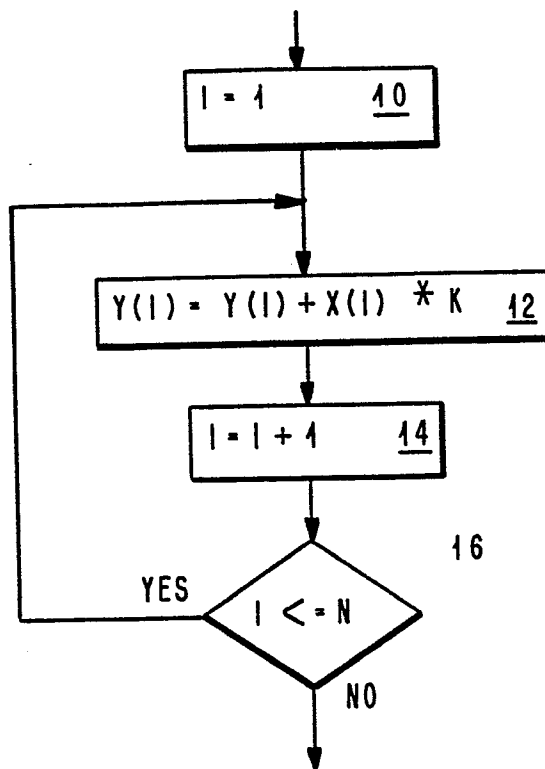 I = 1 10
Y(I) = Y(I) + X(I) * K 12
I = I + 1 14
16
YES
I <= N
NO